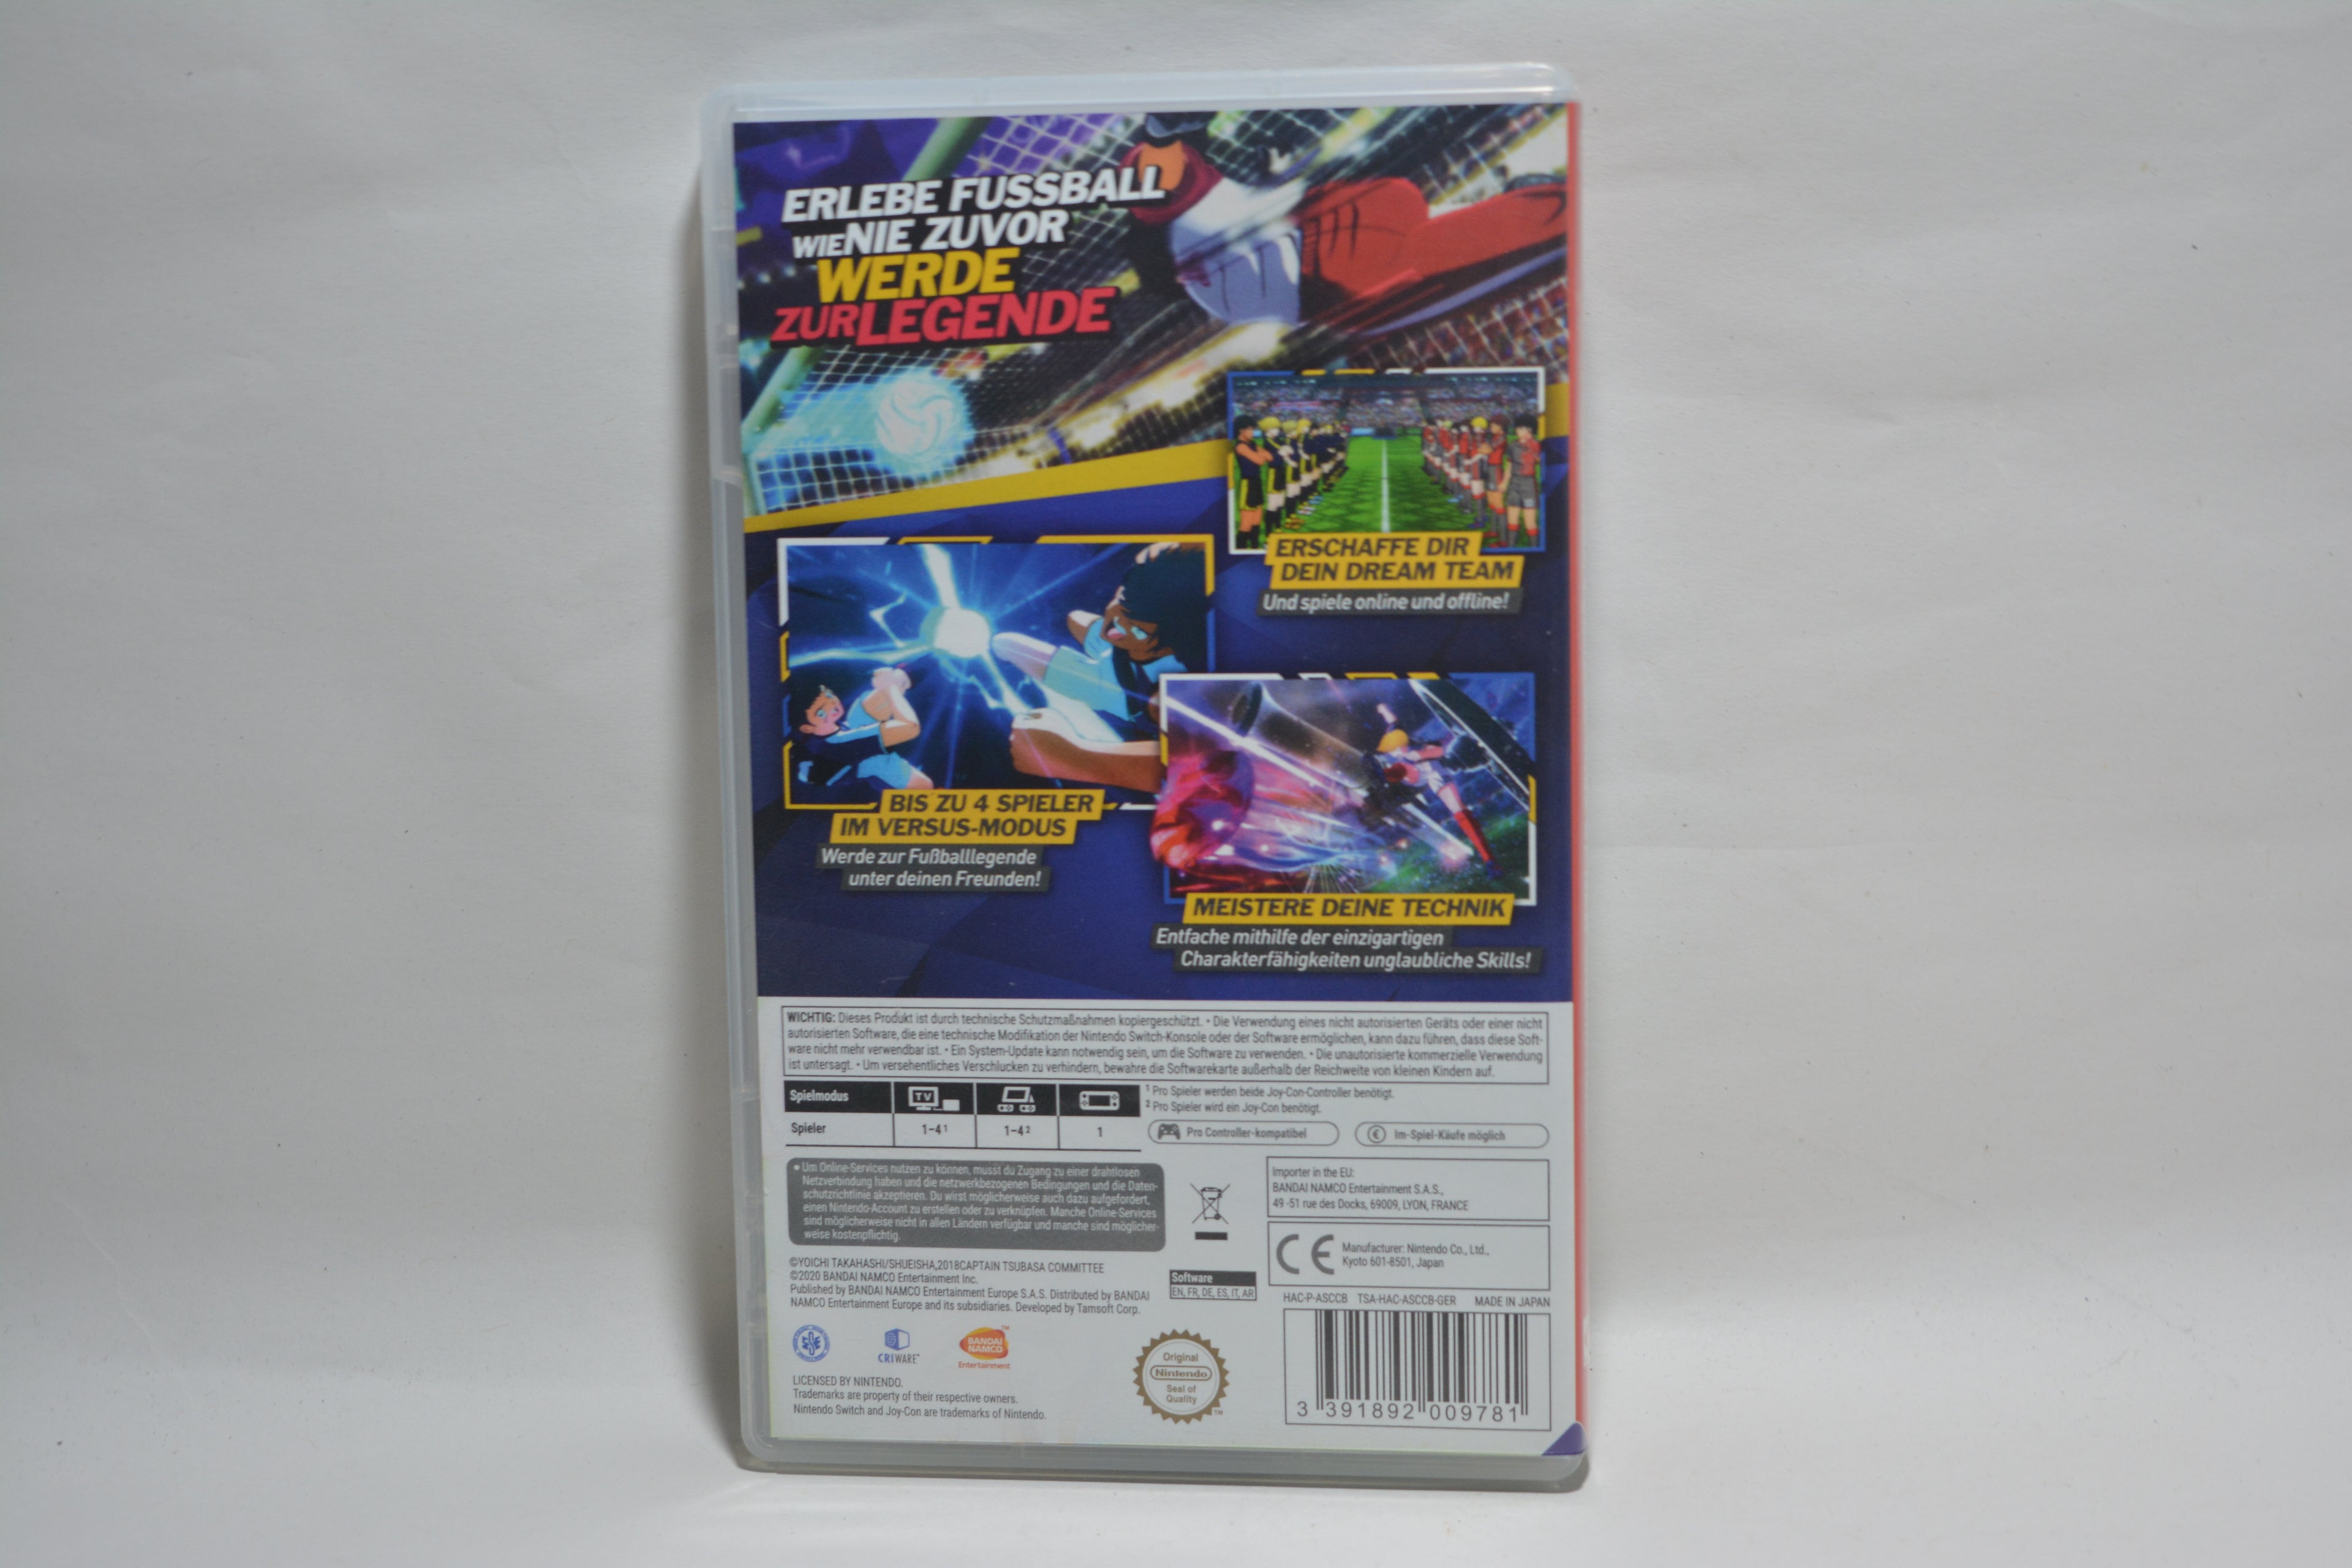 ERLEBE FUSSBALL
WIE NIE ZUVOR
WERDE
ZUR LEGENDE
ERSCHAFFE DIR
DEIN DREAM TEAM
Und spiele online und offline!
BIS ZU 4 SPIELER
IM VERSUS-MODUS
Werde zur Fußballlegende
unter deinen Freunden!
MEISTERE DEINE TECHNIK
Entfache mithilfe der einzigartigen
Charakterfähigkeiten unglaubliche Skills!
WICHTIG: Dieses Produkt ist durch technische Schutzmaßnahmen kopiergeschützt. • Die Verwendung eines nicht autorisierten Geräts oder einer nicht
autorisierten Software, die eine technische Modifikation der Nintendo Switch-Konsole oder der Software ermöglichen, kann dazu führen, dass diese Soft-
ware nicht mehr verwendbar ist. • Ein System-Update kann notwendig sein, um die Software zu verwenden. • Die unautorisierte kommerzielle Verwendung
ist untersagt. • Um versehentliches Verschlucken zu verhindern, bewahre die Softwarekarte außerhalb der Reichweite von kleinen Kindern auf.
Spielmodus TV
Spieler 1–4¹ 1–4² 1
¹ Pro Spieler werden beide Joy-Con-Controller benötigt.
² Pro Spieler wird ein Joy-Con benötigt.
Pro Controller-kompatibel
€ Im-Spiel-Käufe möglich
• Um Online-Services nutzen zu können, musst du Zugang zu einer drahtlosen
Netzverbindung haben und die netzwerkbezogenen Bedingungen und die Daten-
schutzrichtlinie akzeptieren. Du wirst möglicherweise auch dazu aufgefordert,
einen Nintendo-Account zu erstellen oder zu verknüpfen. Manche Online-Services
sind möglicherweise nicht in allen Ländern verfügbar und manche sind möglicher-
weise kostenpflichtig.
Importer in the EU:
BANDAI NAMCO Entertainment S.A.S.,
49 -51 rue des Docks, 69009, LYON, FRANCE
CE
Manufacturer: Nintendo Co., Ltd.,
Kyoto 601-8501, Japan
©YOICHI TAKAHASHI/SHUEISHA,2018CAPTAIN TSUBASA COMMITTEE
©2020 BANDAI NAMCO Entertainment Inc.
Published by BANDAI NAMCO Entertainment Europe S.A.S. Distributed by BANDAI
NAMCO Entertainment Europe and its subsidiaries. Developed by Tamsoft Corp.
Software
EN, FR, DE, ES, IT, AR
HAC-P-ASCCB TSA-HAC-ASCCB-GER MADE IN JAPAN
CRIWARE™
BANDAI
NAMCO
Entertainment
™
Original
Nintendo
Seal of
Quality
™
LICENSED BY NINTENDO.
Trademarks are property of their respective owners.
Nintendo Switch and Joy-Con are trademarks of Nintendo.
3 391892 009781